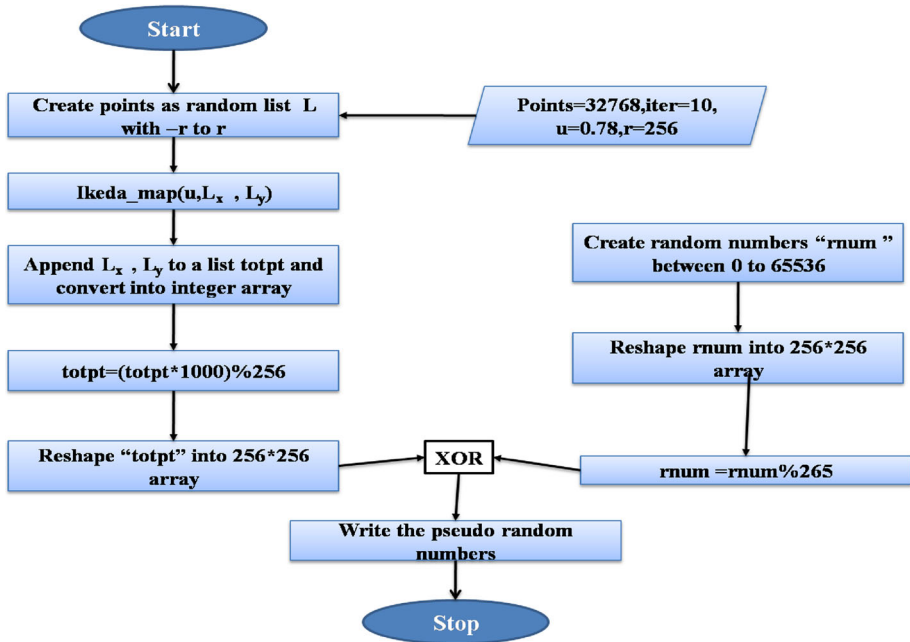 Start
Create points as random list L
with –r to r
Points=32768,iter=10,
u=0.78,r=256
Ikeda_map(u,Lx , Ly)
Append Lx , Ly to a list totpt and
convert into integer array
totpt=(totpt*1000)%256
Reshape “totpt” into 256*256
array
Create random numbers “rnum ”
between 0 to 65536
Reshape rnum into 256*256
array
rnum =rnum%265
XOR
Write the pseudo random
numbers
Stop